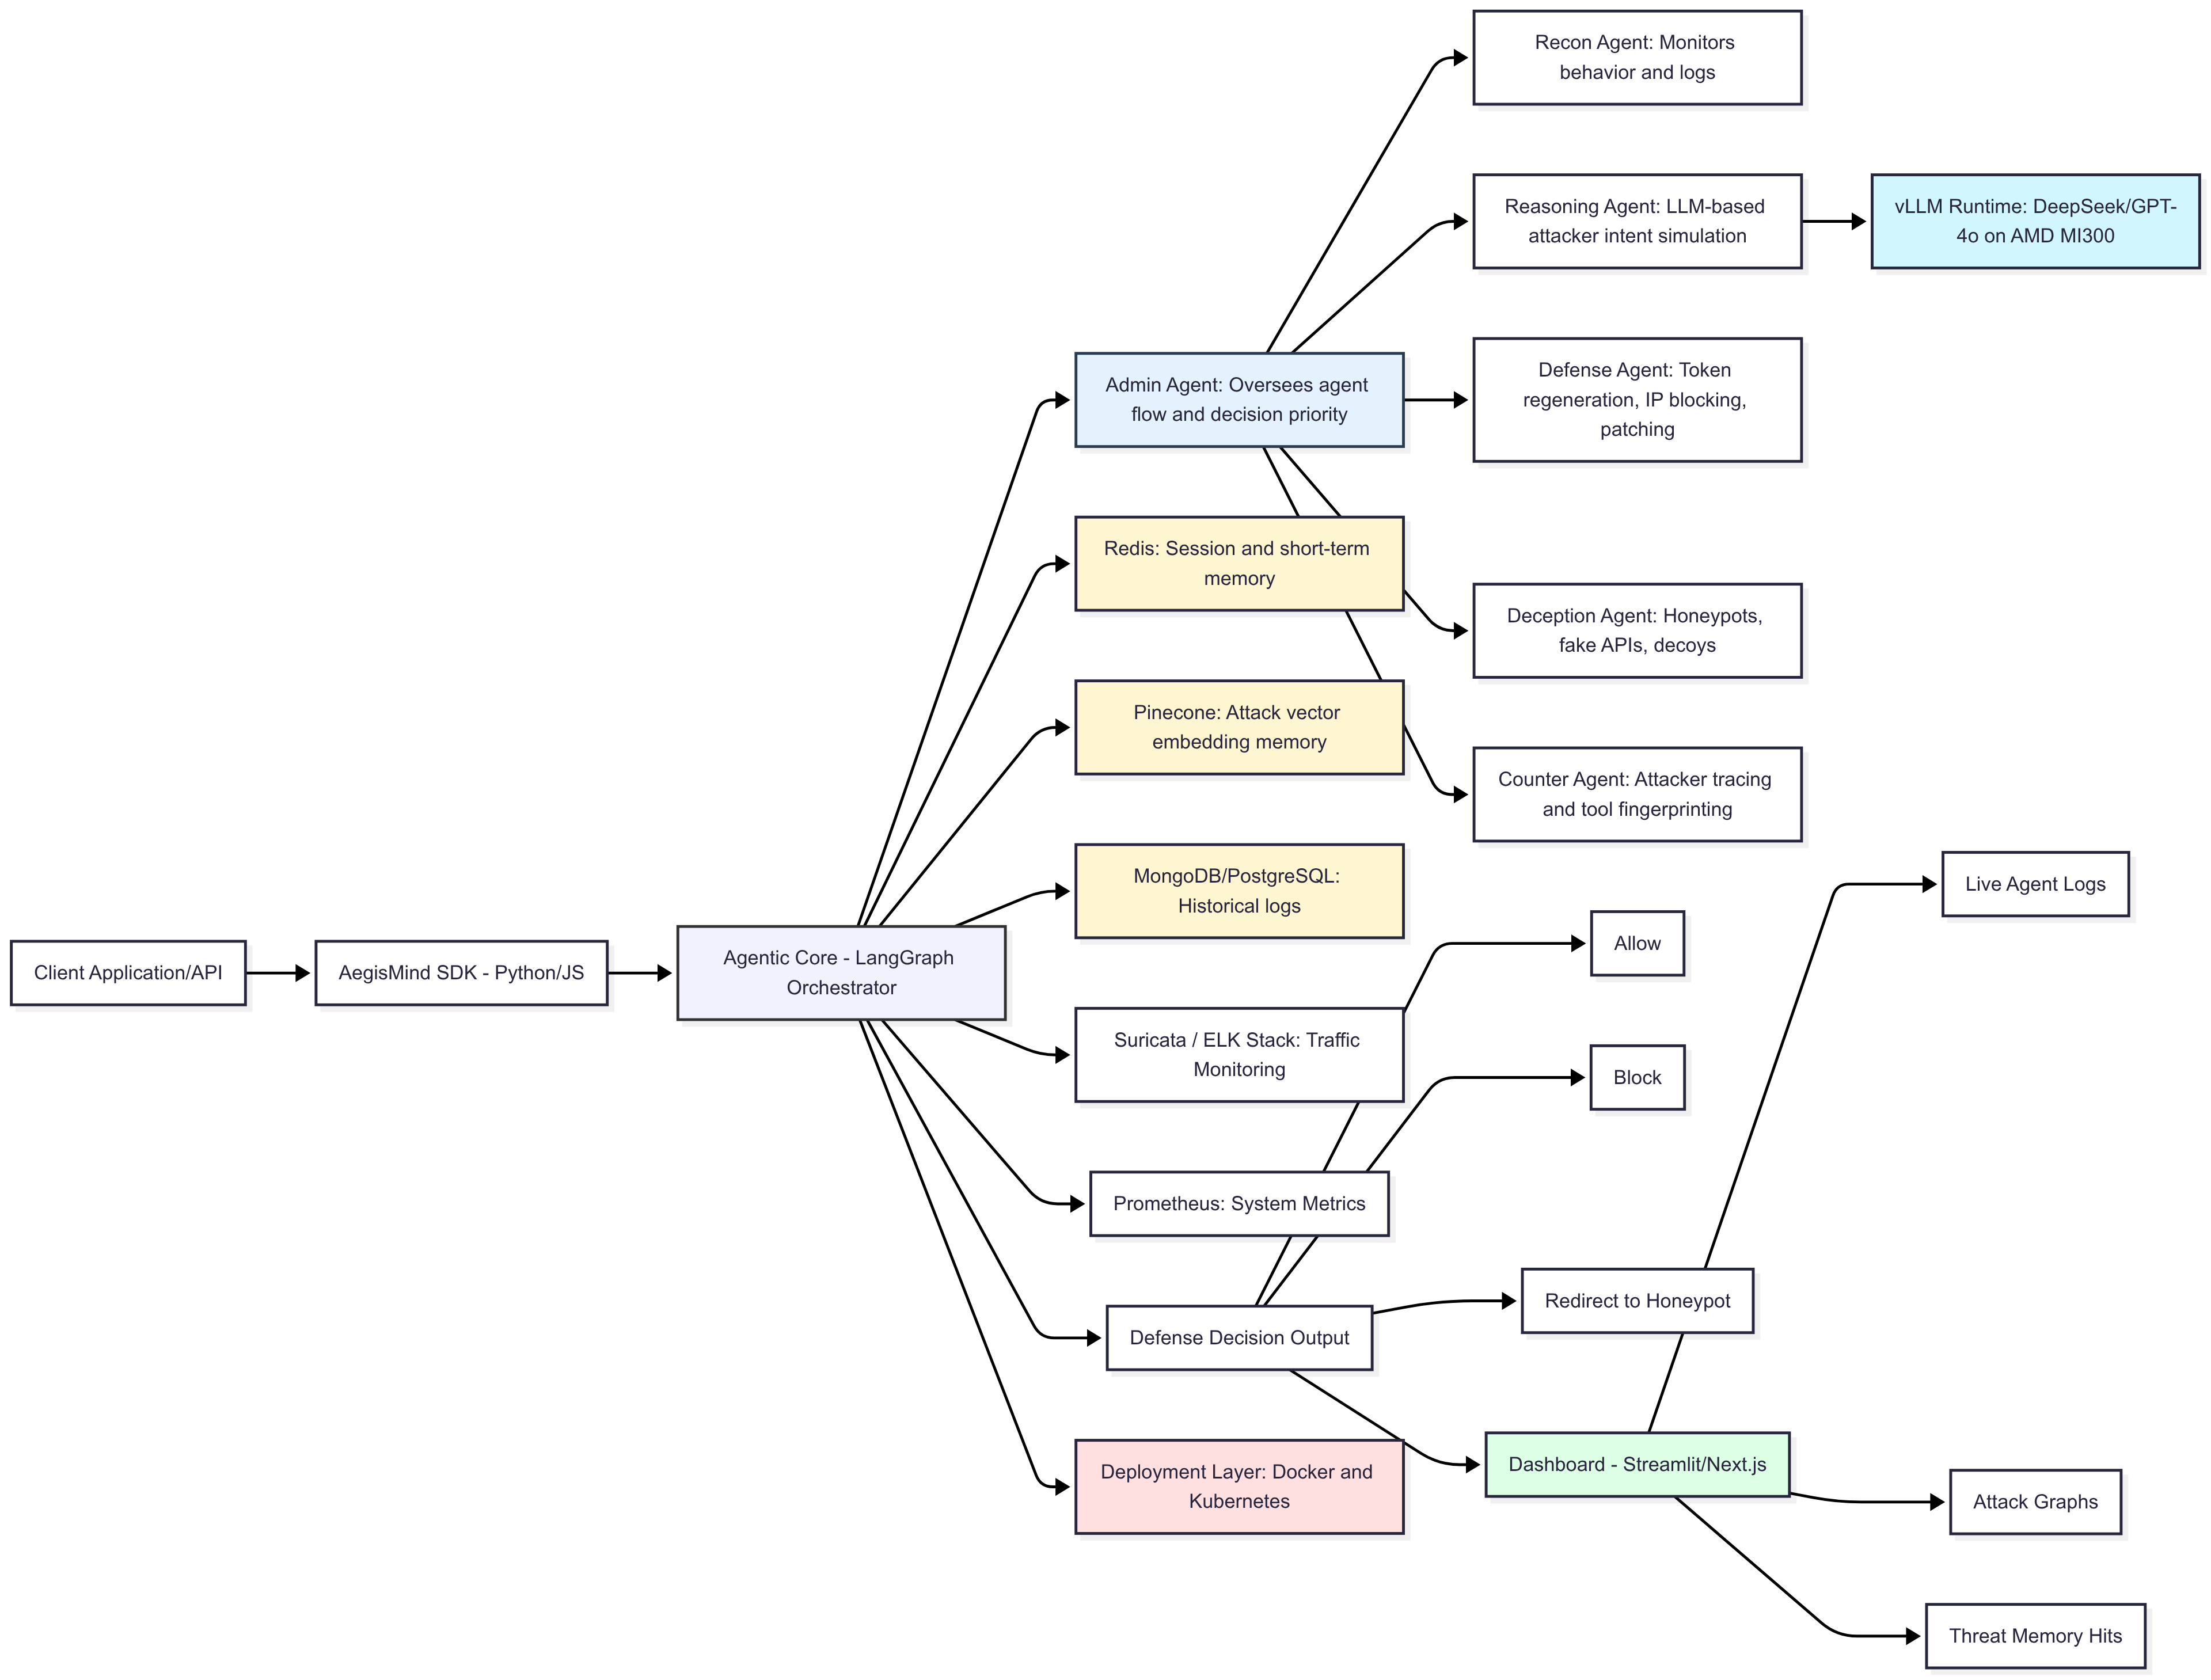 Client Application/API
AegisMind SDK - Python/JS
Agentic Core - LangGraph
Orchestrator
Admin Agent: Oversees agent
flow and decision priority
Redis: Session and short-term
memory
Pinecone: Attack vector
embedding memory
MongoDB/PostgreSQL:
Historical logs
Suricata / ELK Stack: Traffic
Monitoring
Prometheus: System Metrics
Defense Decision Output
Deployment Layer: Docker and
Kubernetes
Recon Agent: Monitors
behavior and logs
Reasoning Agent: LLM-based
attacker intent simulation
Defense Agent: Token
regeneration, IP blocking,
patching
Deception Agent: Honeypots,
fake APIs, decoys
Counter Agent: Attacker tracing
and tool fingerprinting
Allow
Block
Redirect to Honeypot
Dashboard - Streamlit/Next.js
vLLM Runtime: DeepSeek/GPT-
4o on AMD MI300
Live Agent Logs
Attack Graphs
Threat Memory Hits